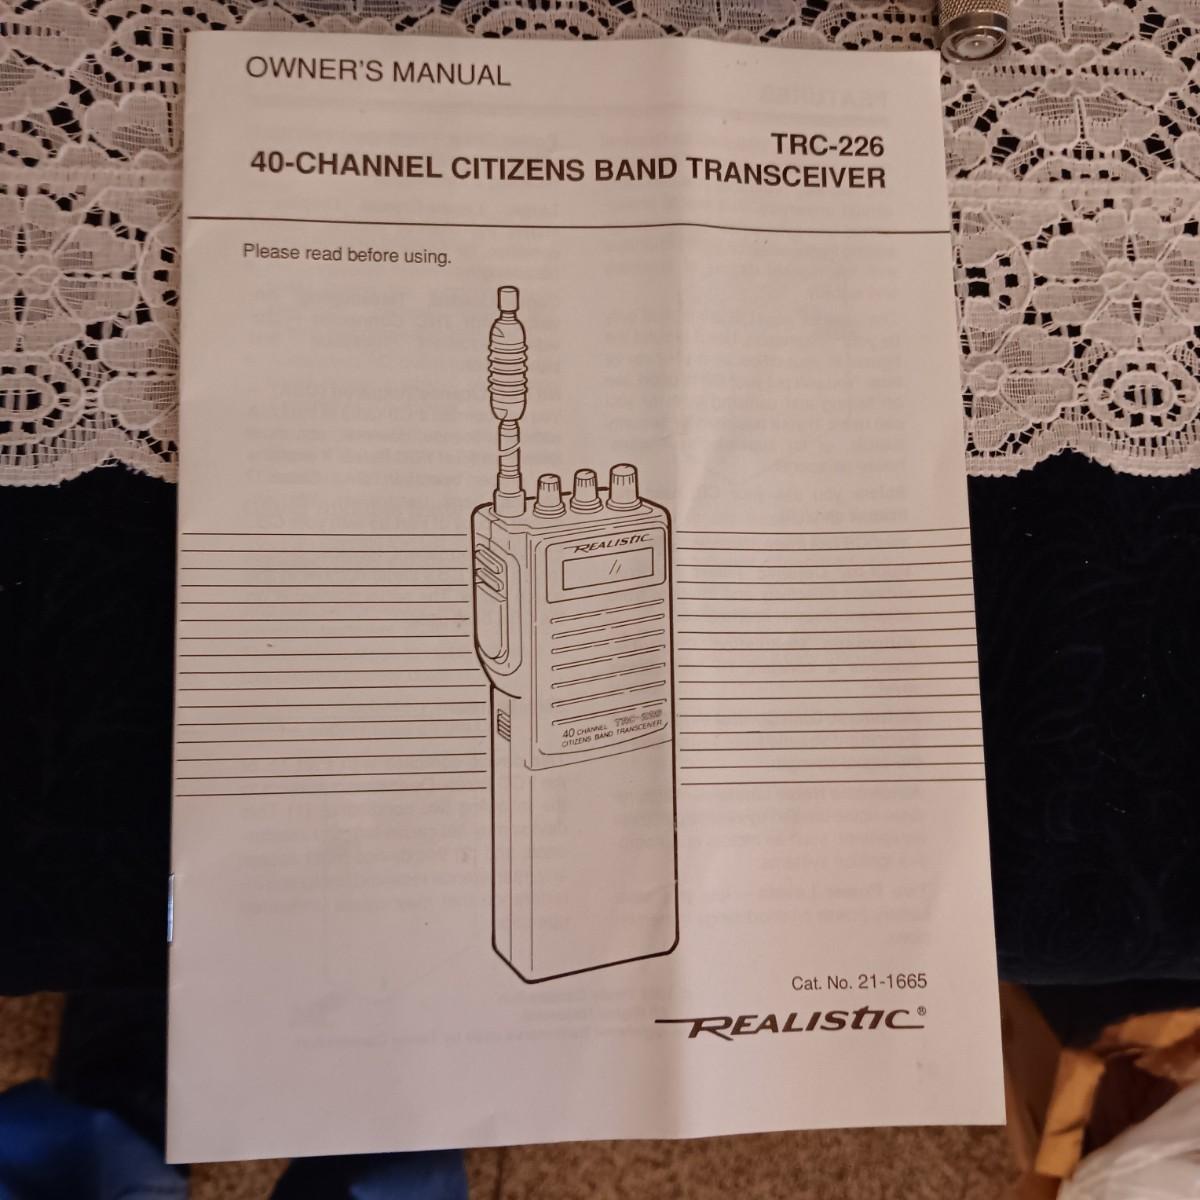 OWNER'S MANUAL
TRC-226
40-CHANNEL CITIZENS BAND TRANSCEIVER
Please read before using.
REALISTIC
40 CHANNEL TRC-226
CITIZENS BAND TRANSCEIVER
Cat. No. 21-1665
REALISTIC®